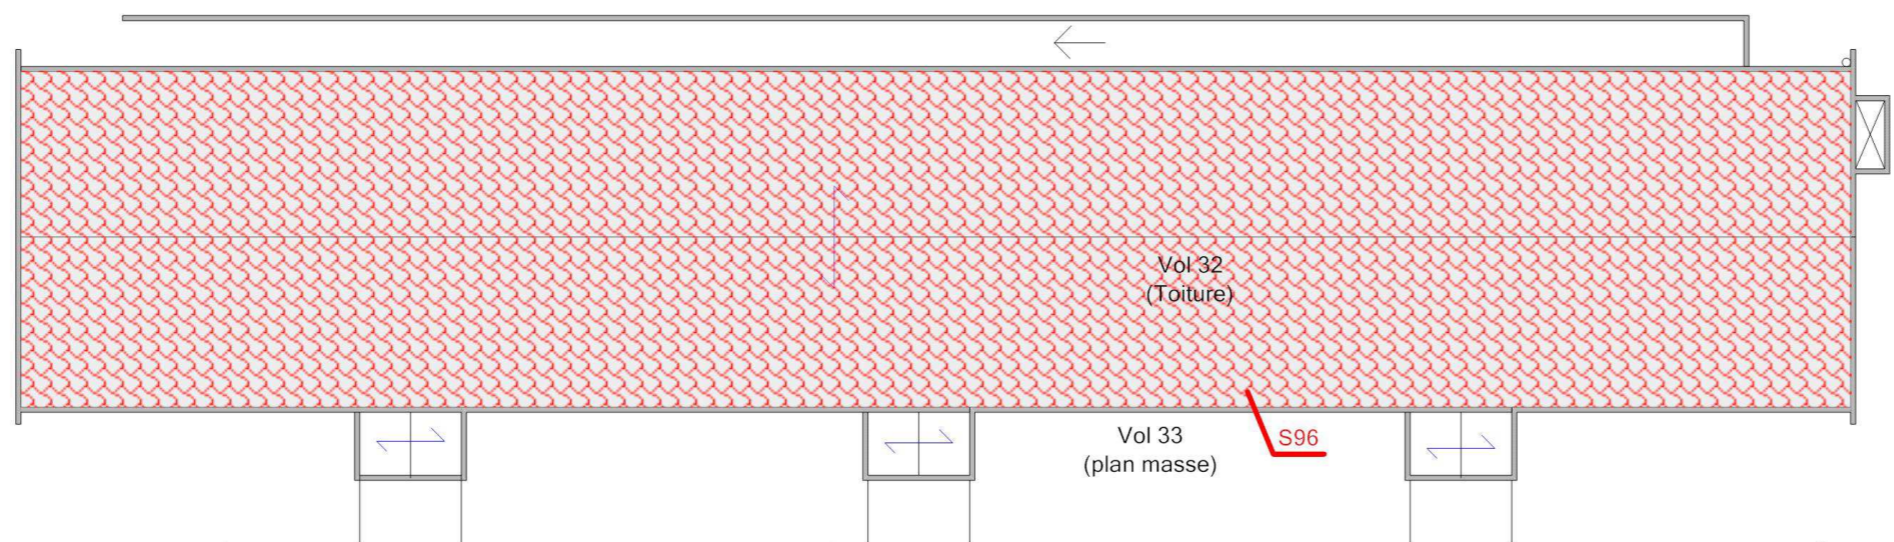 Vol 32
(Toiture)
Vol 33
(plan masse)
S96